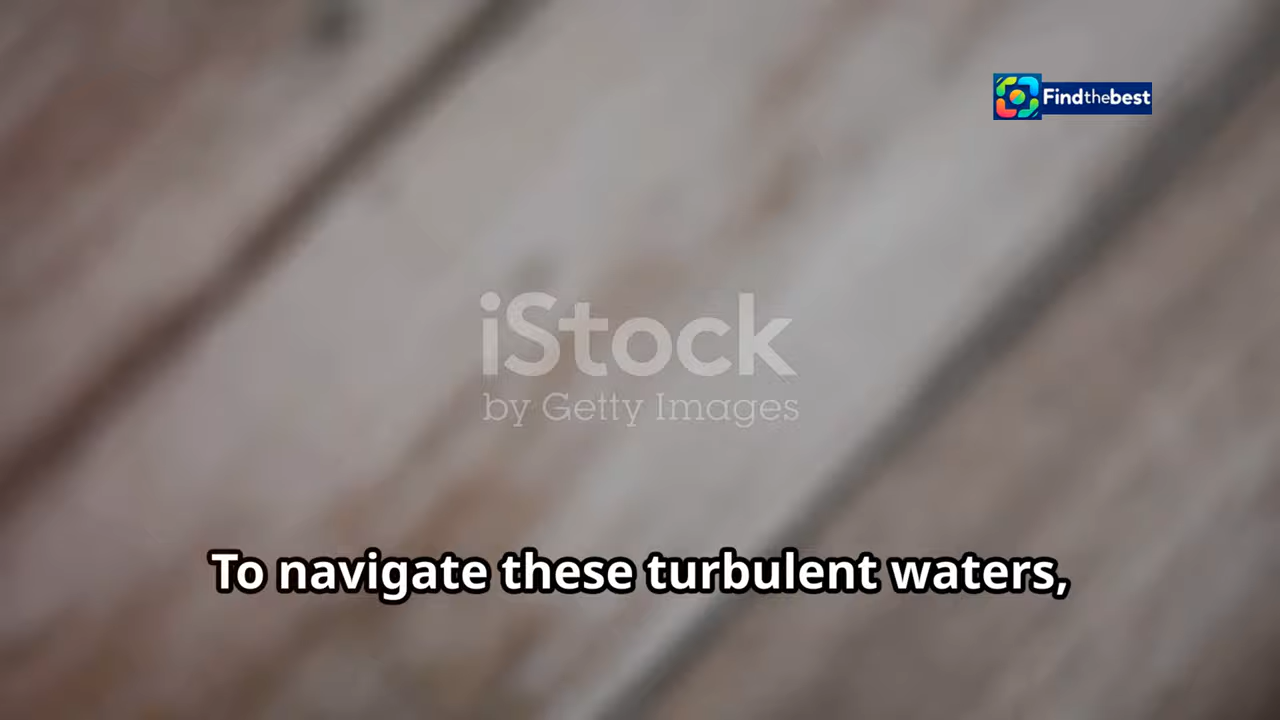 Findthebest
iStock
by Getty Images
To navigate these turbulent waters,